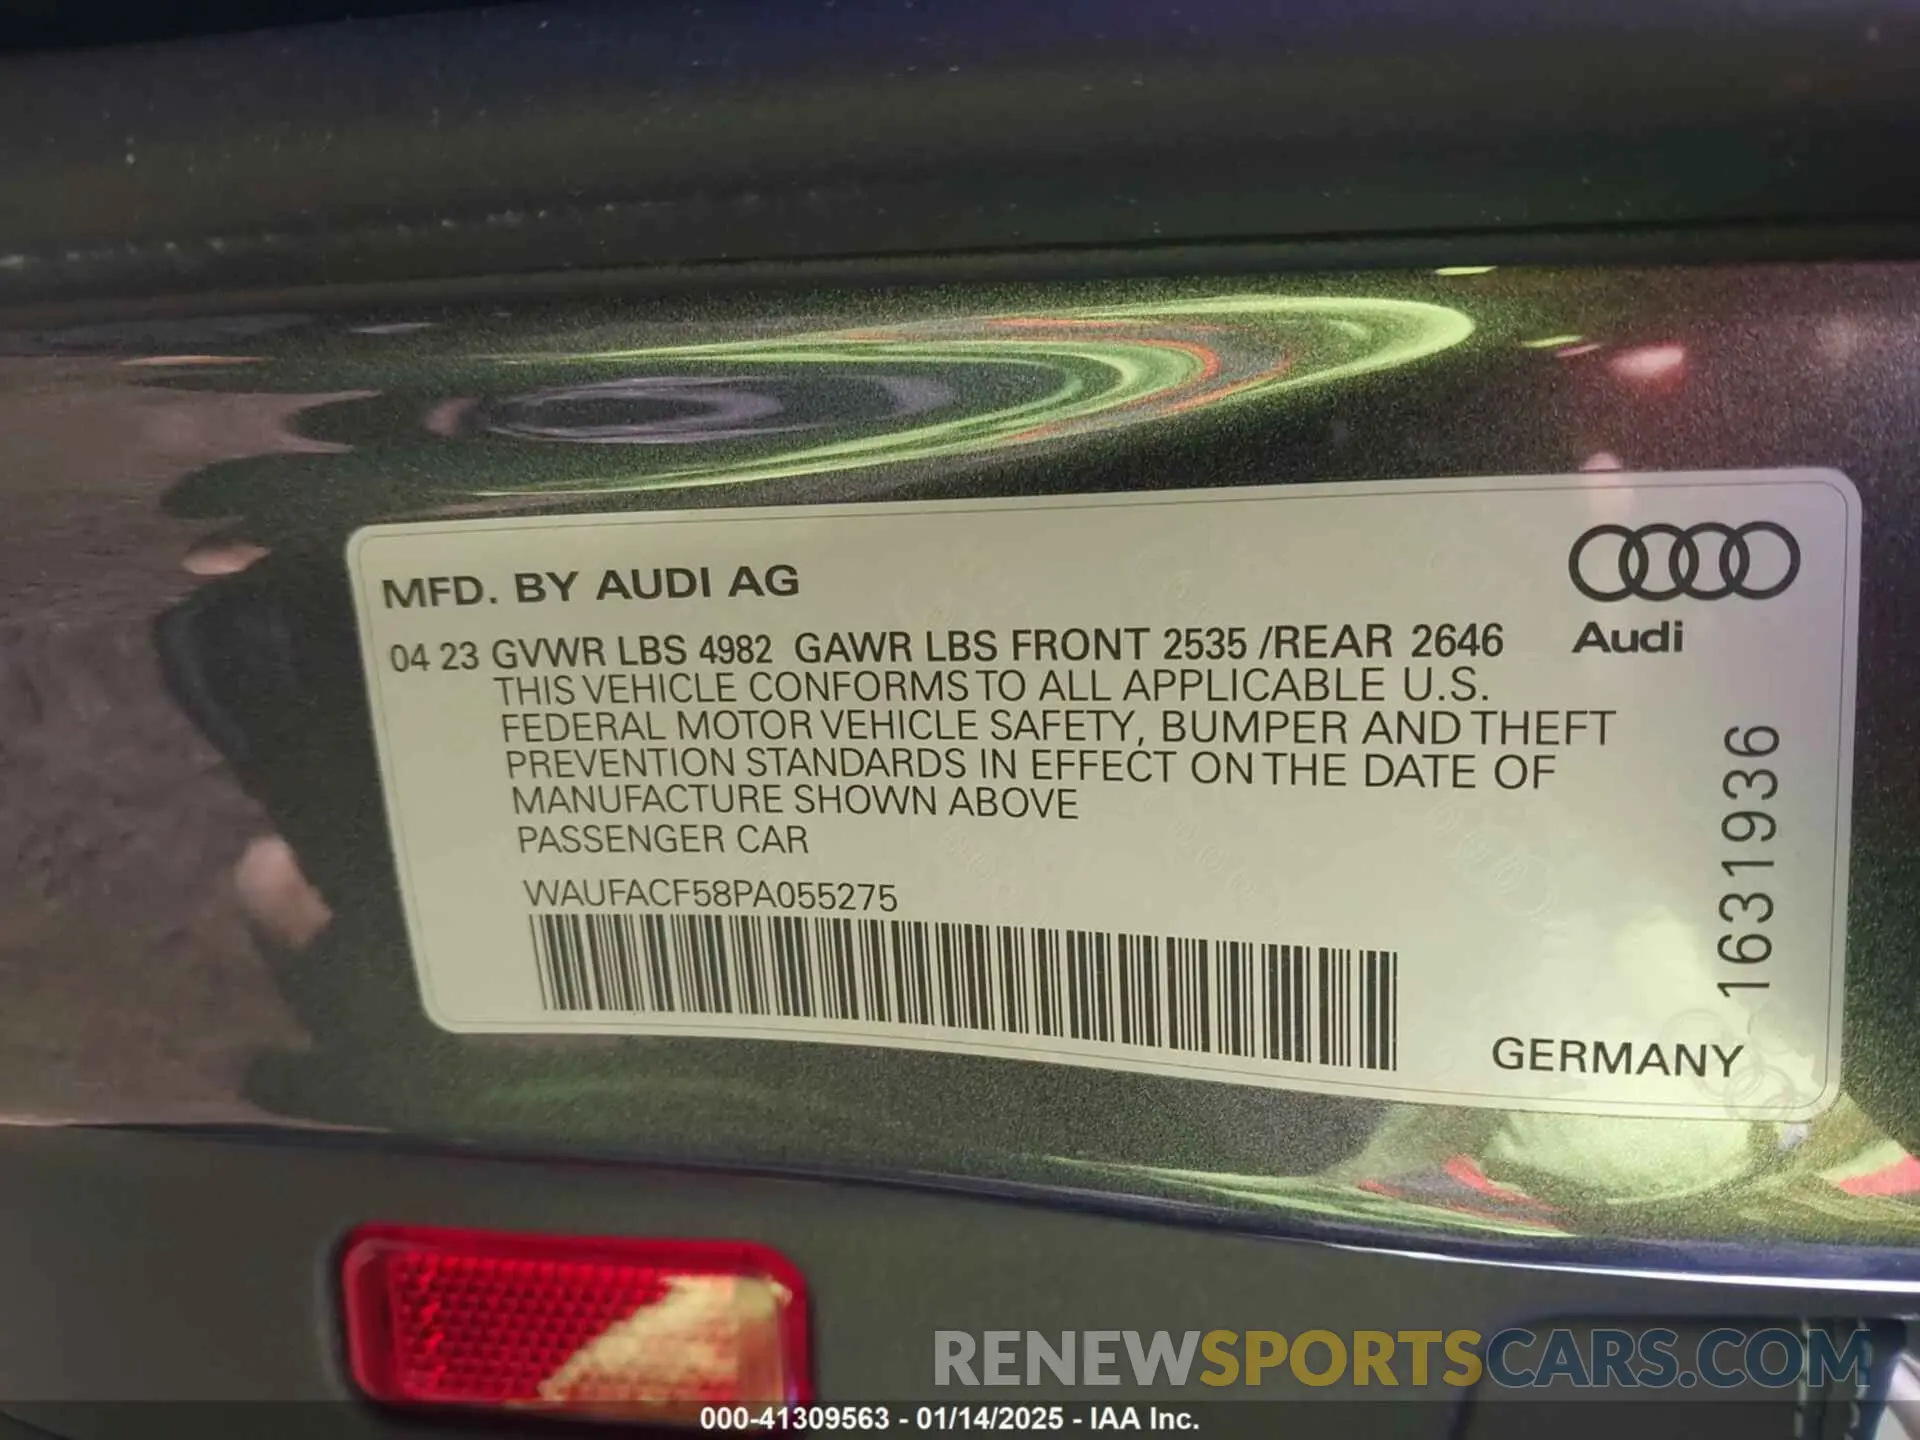 MFD. BY AUDI AG
Audi
04 23 GVWR LBS 4982 GAWR LBS FRONT 2535 /REAR 2646
THIS VEHICLE CONFORMS TO ALL APPLICABLE U.S.
FEDERAL MOTOR VEHICLE SAFETY, BUMPER AND THEFT
PREVENTION STANDARDS IN EFFECT ON THE DATE OF
MANUFACTURE SHOWN ABOVE
PASSENGER CAR
WAUFACF58PA055275
1631936
GERMANY
RENEWSPORTSCARS.COM
000-41309563 - 01/14/2025 - IAA Inc.